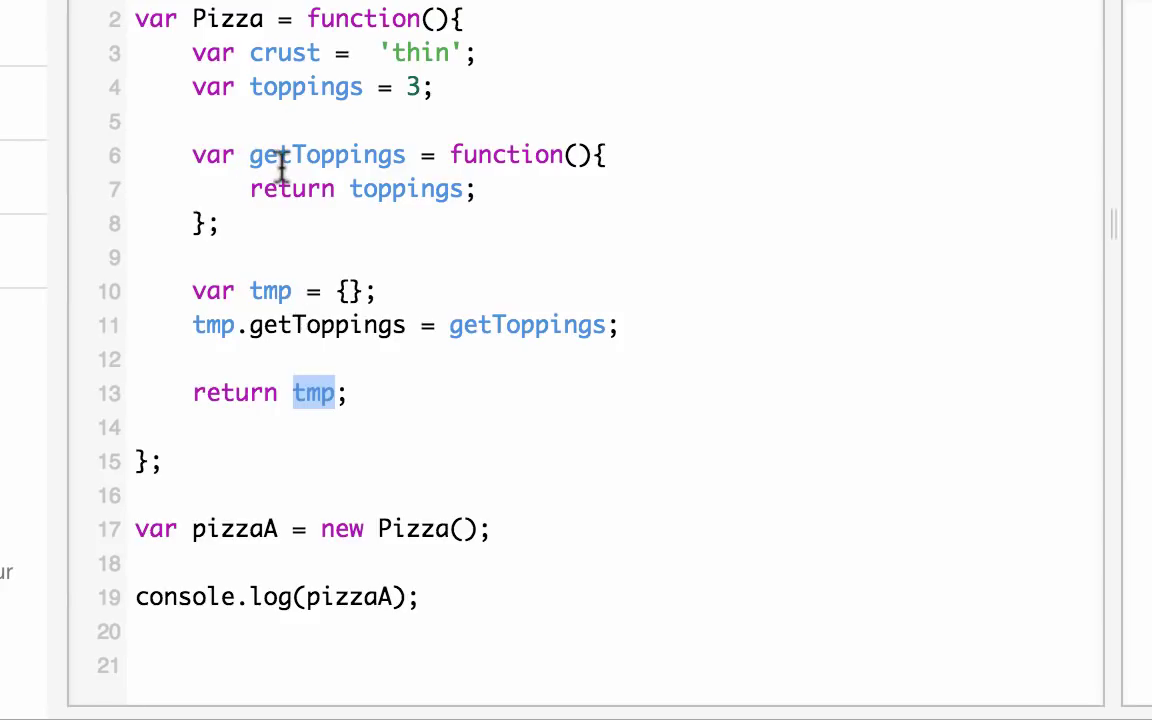 2 var Pizza = function(){
3 var crust =  'thin';
4 var toppings = 3;
5
6 var getToppings = function(){
7 return toppings;
8 };
9
10 var tmp = {};
11 tmp.getToppings = getToppings;
12
13 return tmp;
14
15 };
16
17 var pizzaA = new Pizza();
18
ur
19 console.log(pizzaA);
20
21